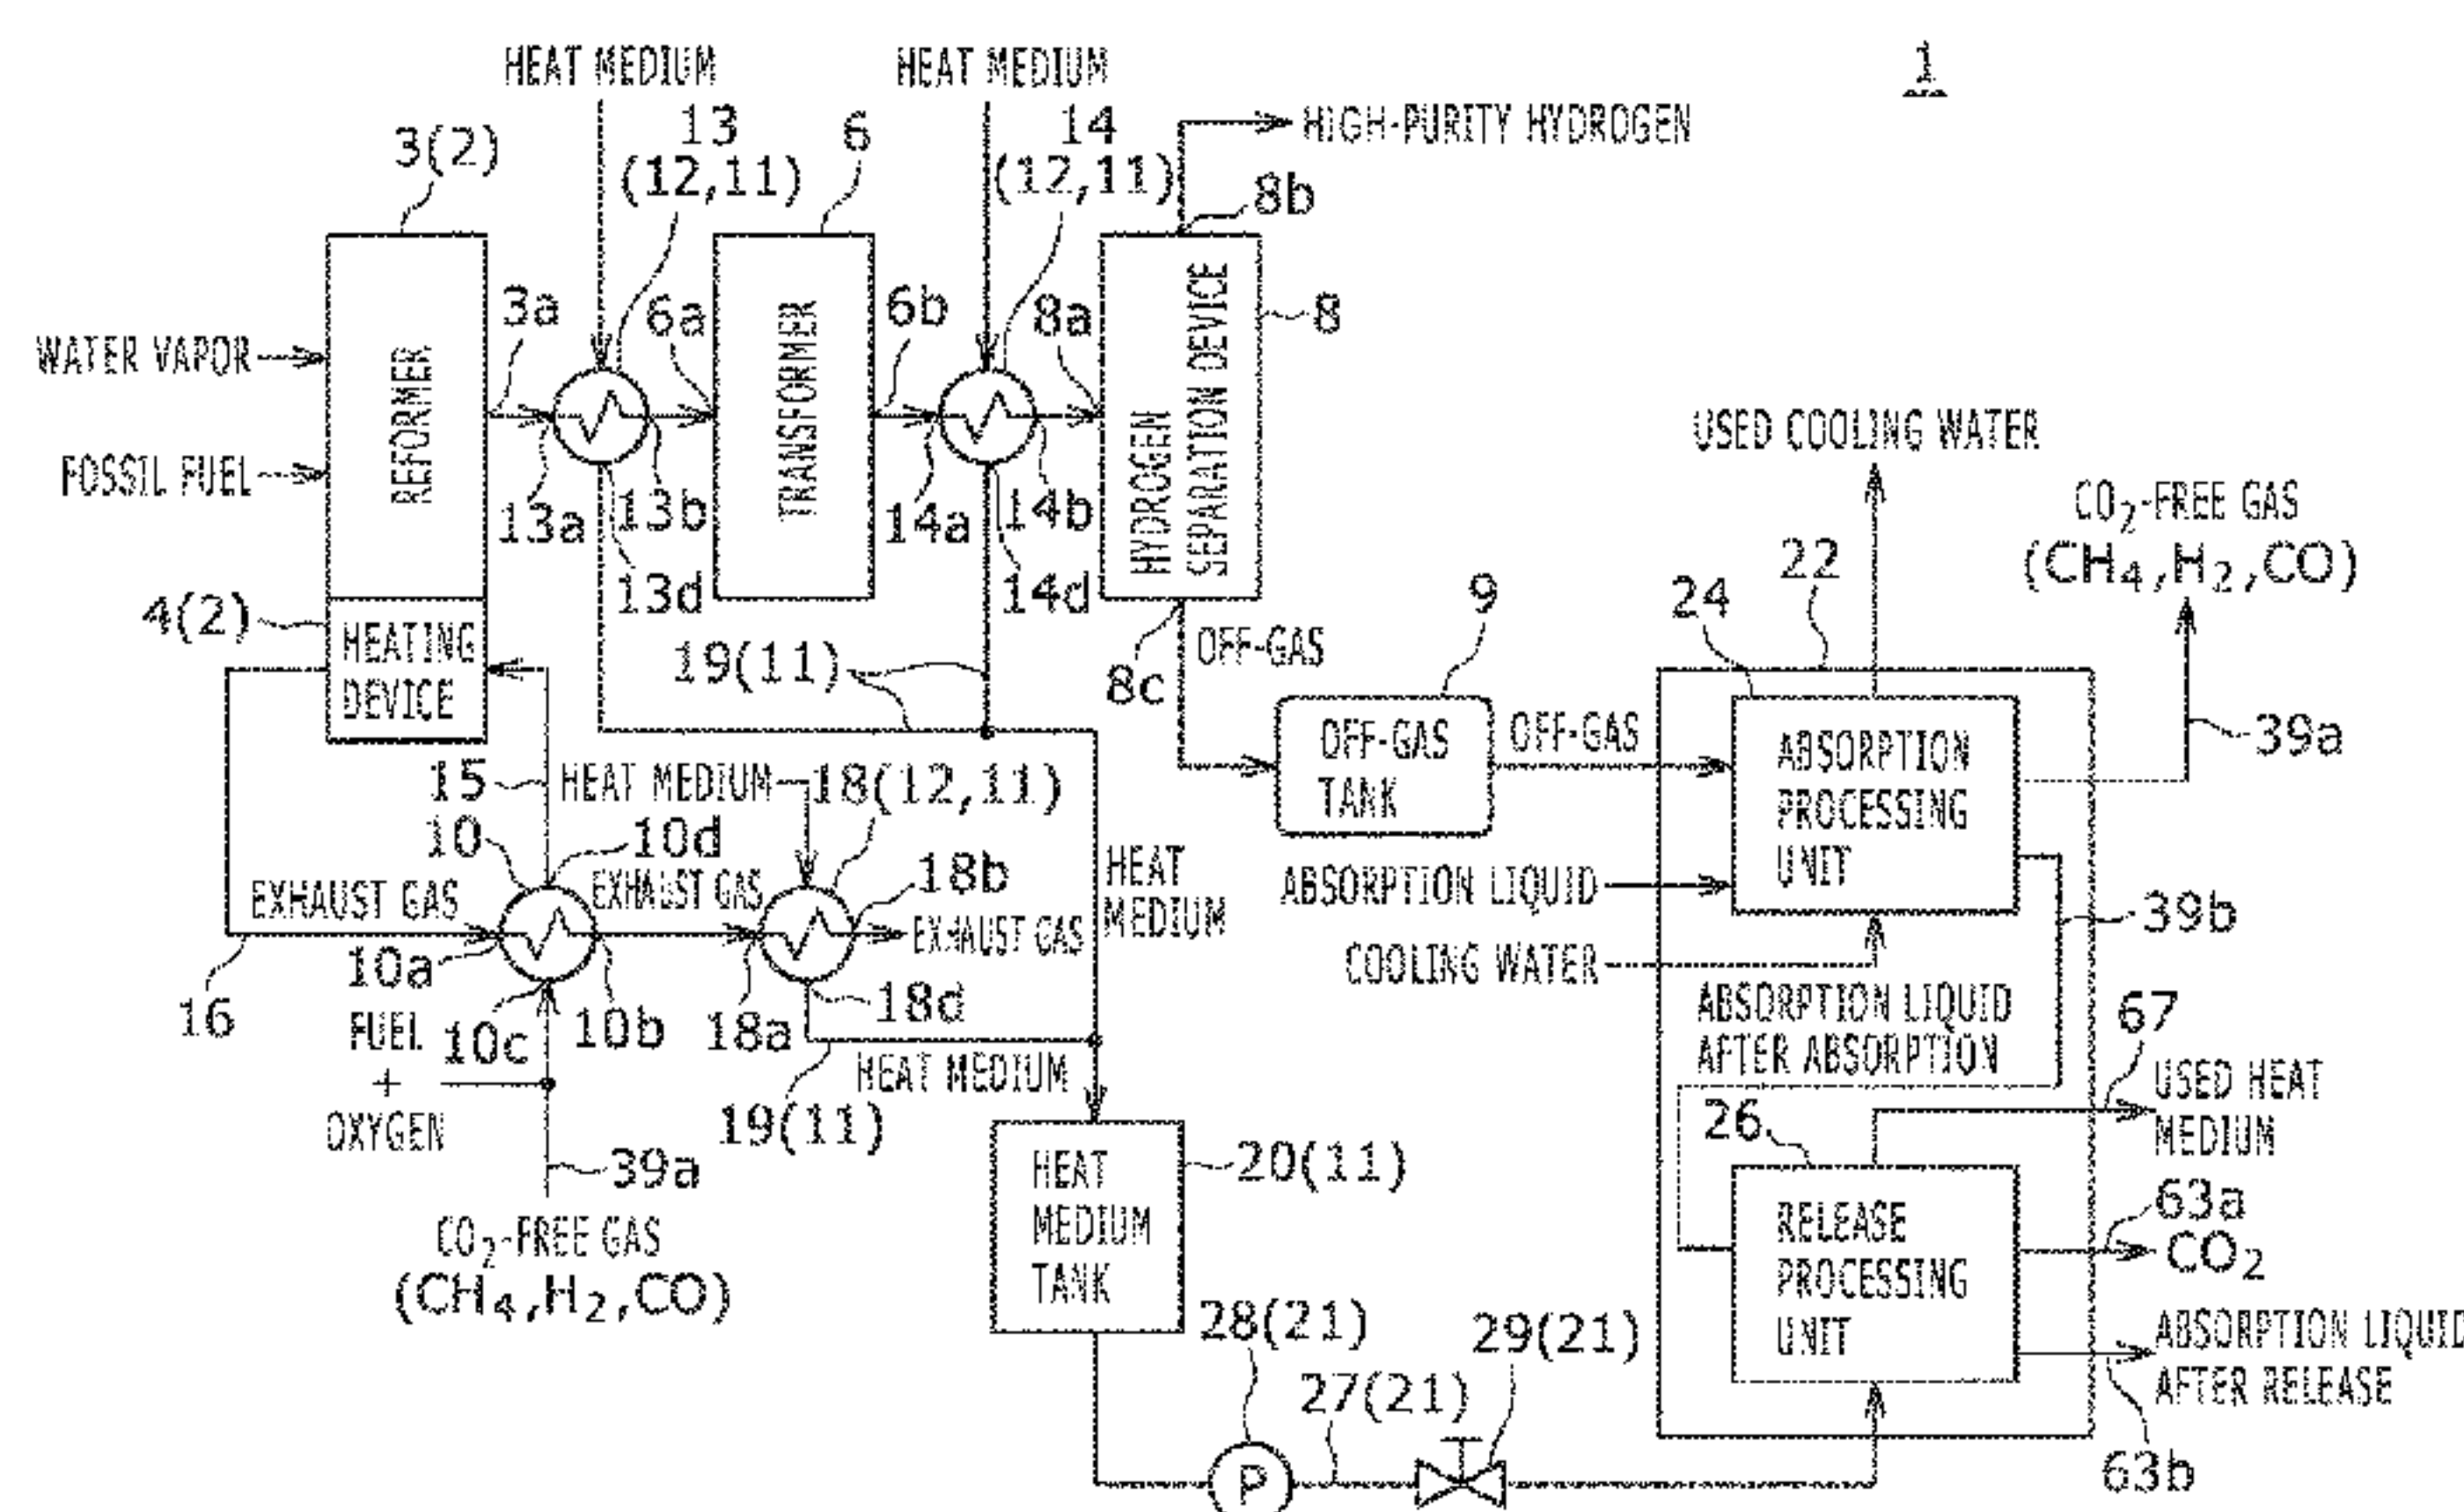 1
HEAT MEDIUM
HEAT MEDIUM
HIGH-PURITY HYDROGEN
3(2)
13
(12,11)
6
14
(12,11)
8b
WATER VAPOR
FOSSIL FUEL
REFORMER
3a
6a
TRANSFORMER
6b
8a
HYDROGEN
SEPARATION DEVICE
8
13a
13b
13d
14a
14b
14d
4(2)
HEATING
DEVICE
19(11)
8c
OFF-GAS
9
OFF-GAS
TANK
OFF-GAS
USED COOLING WATER
CO2-FREE GAS
(CH4,H2,CO)
22
24
ABSORPTION
PROCESSING
UNIT
39a
ABSORPTION LIQUID
COOLING WATER
39b
15
HEAT MEDIUM
18(12,11)
10
10d
EXHAUST GAS
EXHAUST GAS
18b
EXHAUST GAS
HEAT
MEDIUM
16
10a
10c
10b
18a
18d
FUEL
+
OXYGEN
HEAT MEDIUM
19(11)
39a
CO2-FREE GAS
(CH4,H2,CO)
HEAT
MEDIUM
TANK
20(11)
ABSORPTION LIQUID
AFTER ABSORPTION
67
USED HEAT
MEDIUM
26
RELEASE
PROCESSING
UNIT
63a
CO2
ABSORPTION LIQUID
AFTER RELEASE
63b
28(21)
27(21)
29(21)
P